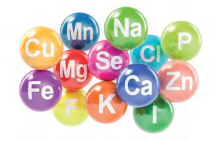 Cu Mn Na Cl P
Mg Se Ca Zn
Fe F K I